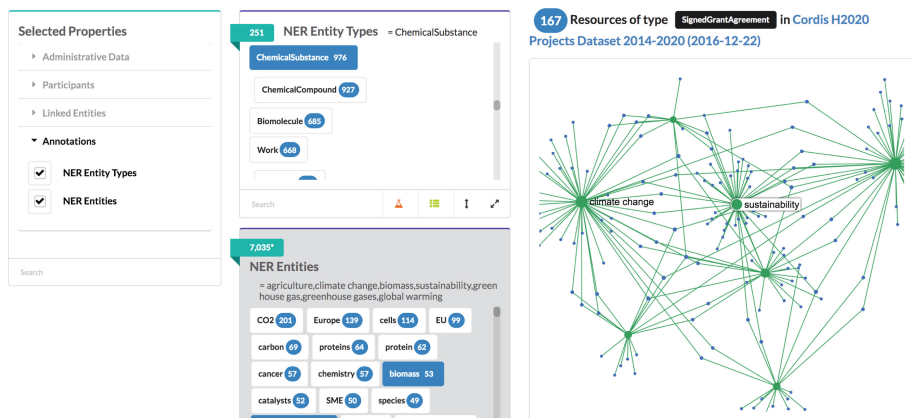 Selected Properties
Administrative Data
Participants
Linked Entities
Annotations
NER Entity Types
NER Entities
Search
251 NER Entity Types = ChemicalSubstance
ChemicalSubstance 976
ChemicalCompound 927
Biomolecule 685
Work 668
Search
7,035*
NER Entities
= agriculture,climate change,biomass,sustainability,green
house gas,greenhouse gases,global warming
CO2 201 Europe 139 cells 114 EU 99
carbon 69 proteins 64 protein 62
cancer 57 chemistry 57 biomass 53
catalysts 52 SME 50 species 49
167 Resources of type SignedGrantAgreement in Cordis H2020
Projects Dataset 2014-2020 (2016-12-22)
climate change
sustainability